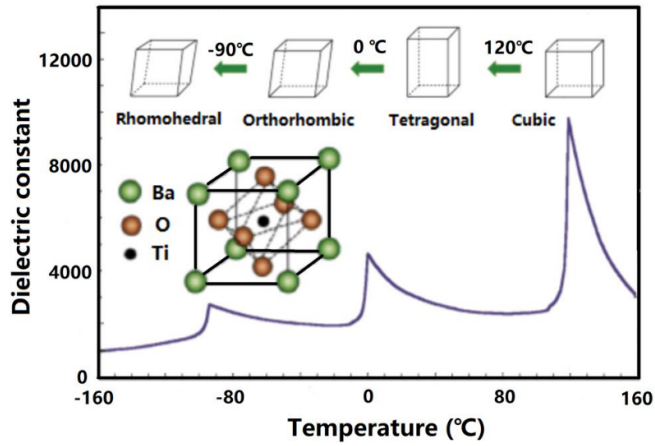 12000
8000
4000
0
Dielectric constant
-90℃
0 ℃
120℃
Rhomohedral
Orthorhombic
Tetragonal
Cubic
Ba
O
Ti
-160
-80
0
80
160
Temperature (℃)